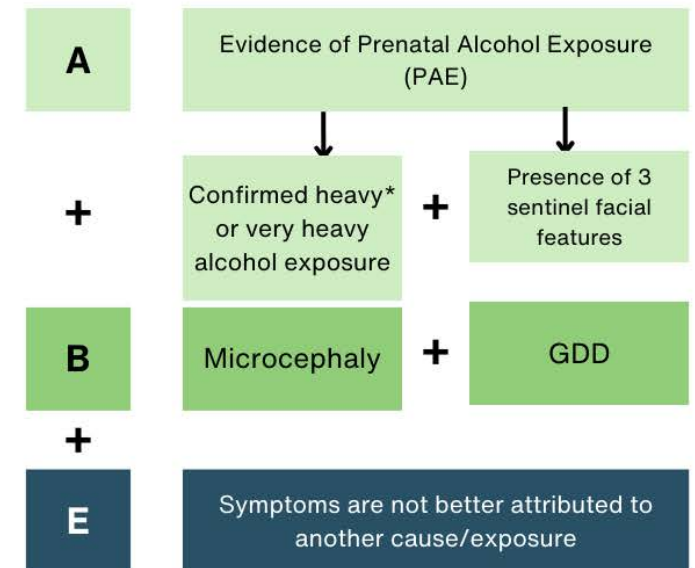 A
Evidence of Prenatal Alcohol Exposure
(PAE)
+
Confirmed heavy*
or very heavy
alcohol exposure
+
Presence of 3
sentinel facial
features
B
Microcephaly
+
GDD
+
E
Symptoms are not better attributed to
another cause/exposure